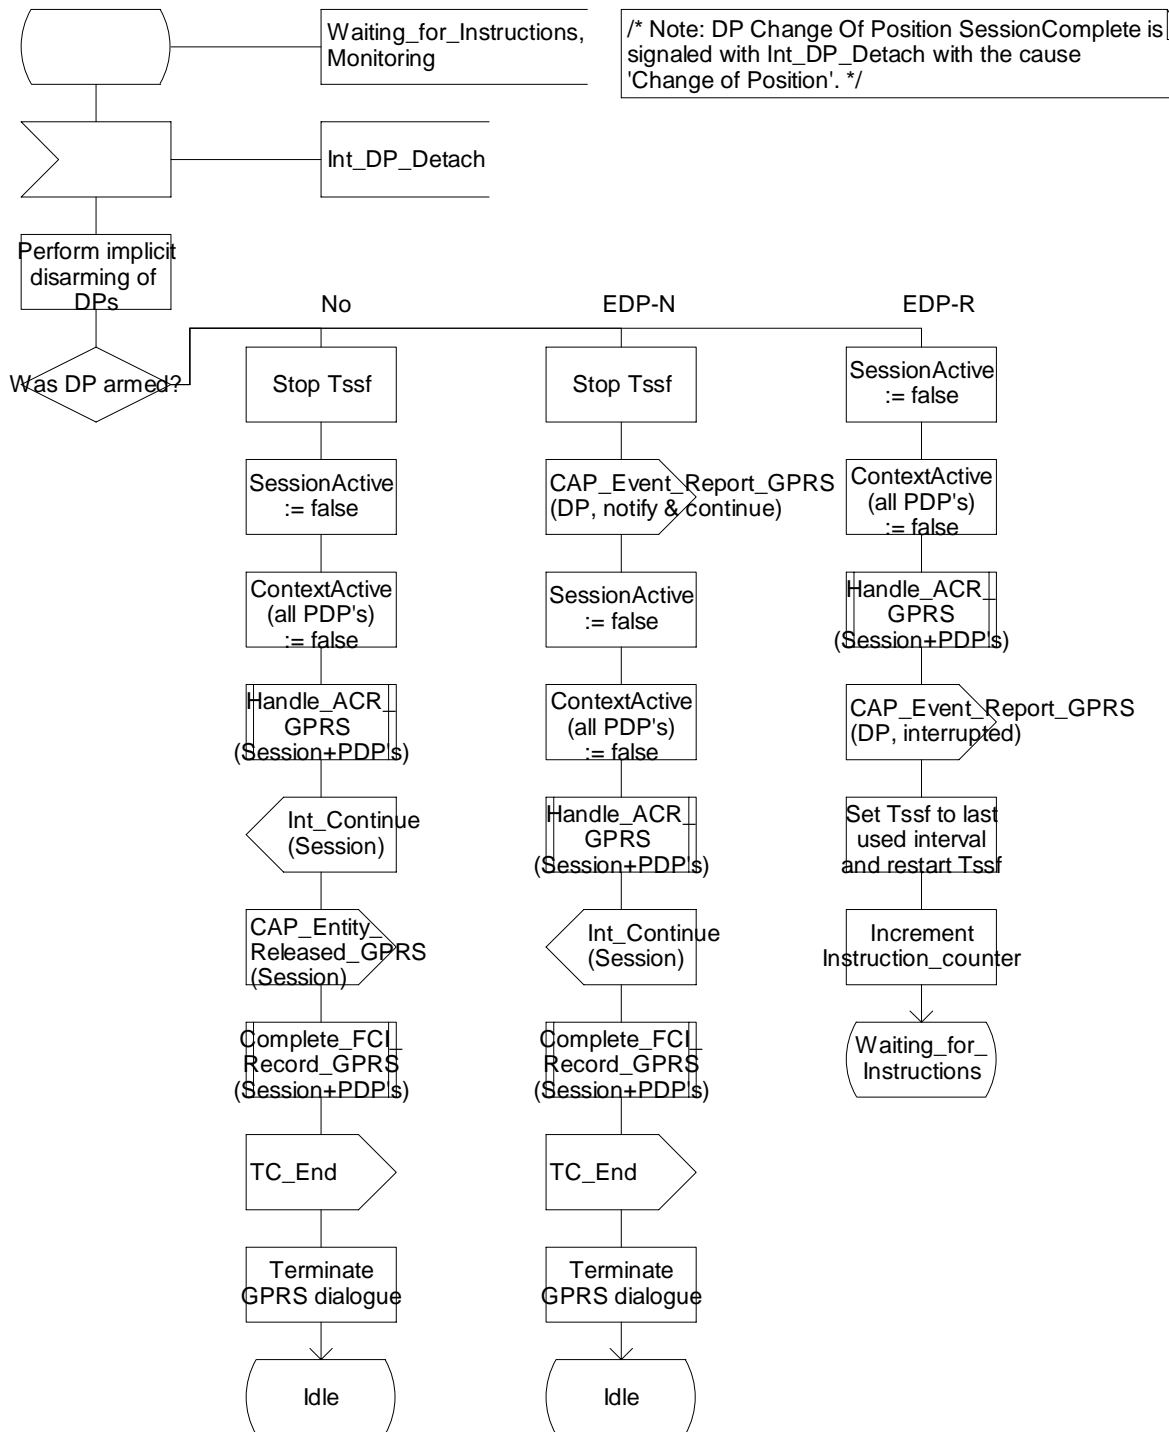 Waiting_for_Instructions,
Monitoring
/* Note: DP Change Of Position SessionComplete is
signaled with Int_DP_Detach with the cause
'Change of Position'. */
Int_DP_Detach
Perform implicit
disarming of
DPs
Was DP armed?
No
Stop Tssf
SessionActive
:= false
ContextActive
(all PDP's)
:= false
Handle_ACR_
GPRS
(Session+PDP's)
Int_Continue
(Session)
CAP_Entity_
Released_GPRS
(Session)
Complete_FCI_
Record_GPRS
(Session+PDP's)
TC_End
Terminate
GPRS dialogue
Idle
EDP-N
Stop Tssf
CAP_Event_Report_GPRS
(DP, notify & continue)
SessionActive
:= false
ContextActive
(all PDP's)
:= false
Handle_ACR_
GPRS
(Session+PDP's)
Int_Continue
(Session)
Complete_FCI_
Record_GPRS
(Session+PDP's)
TC_End
Terminate
GPRS dialogue
Idle
EDP-R
SessionActive
:= false
ContextActive
(all PDP's)
:= false
Handle_ACR_
GPRS
(Session+PDP's)
CAP_Event_Report_GPRS
(DP, interrupted)
Set Tssf to last
used interval
and restart Tssf
Increment
Instruction_counter
Waiting_for_
Instructions